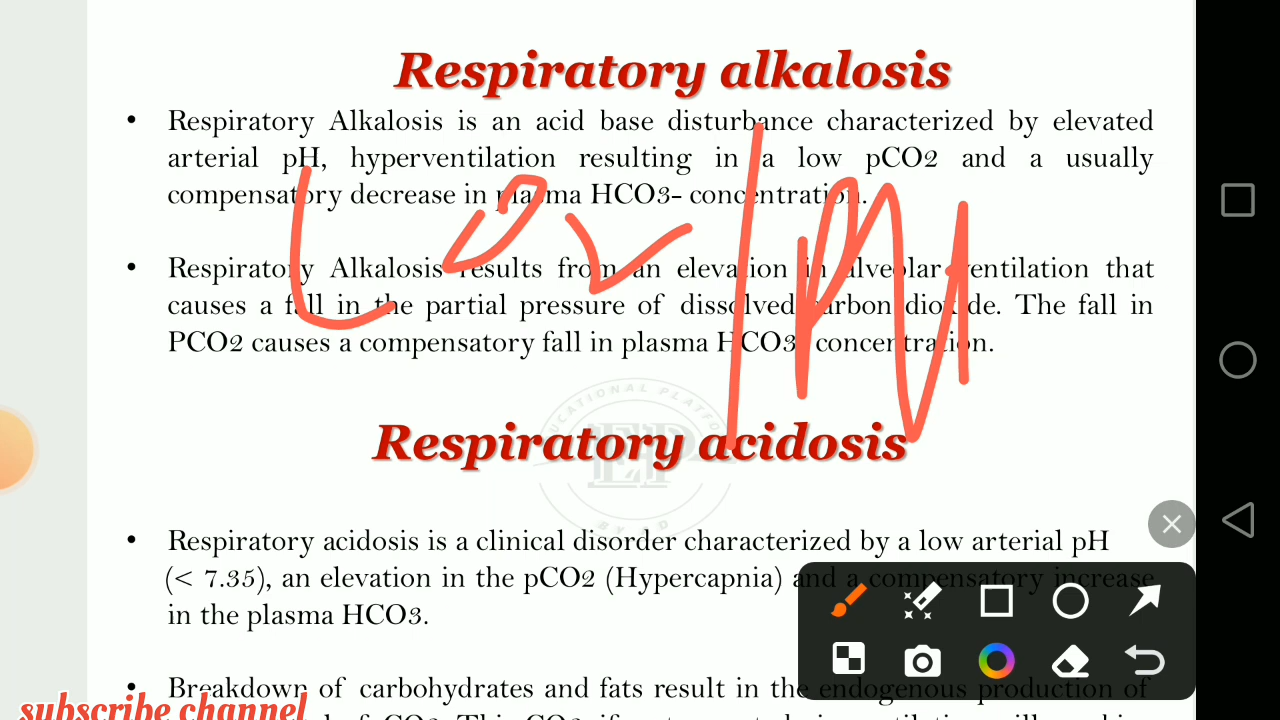 Respiratory alkalosis
• Respiratory Alkalosis is an acid base disturbance characterized by elevated
arterial pH, hyperventilation resulting in a low pCO2 and a usually
compensatory decrease in plasma HCO3- concentration.
• Respiratory Alkalosis results from an elevation in alveolar ventilation that
causes a fall in the partial pressure of dissolved carbon dioxide. The fall in
PCO2 causes a compensatory fall in plasma HCO3- concentration.
EDUCATIONAL PLATFORM
EP
Respiratory acidosis
• Respiratory acidosis is a clinical disorder characterized by a low arterial pH
(< 7.35), an elevation in the pCO2 (Hypercapnia) and a compensatory increase
in the plasma HCO3.
• Breakdown of carbohydrates and fats result in the endogenous production of
subscribe channel